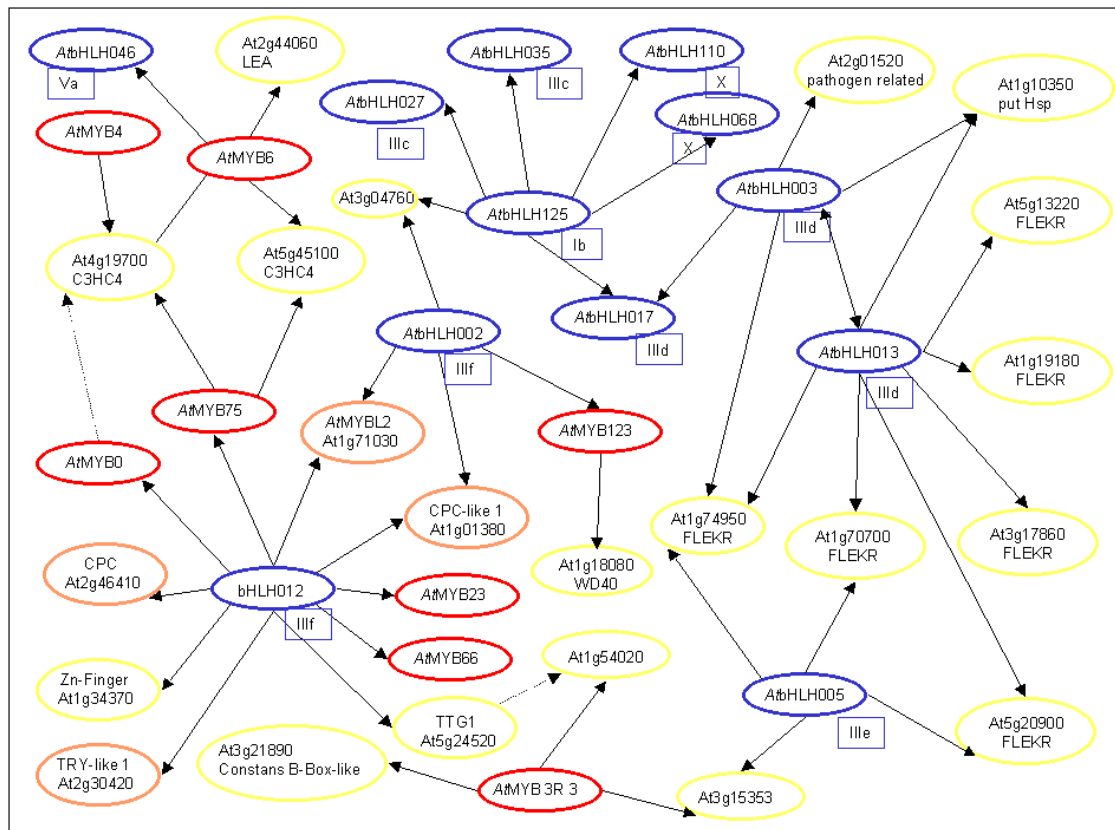 AtbHLH046
Va
At2g44060
LEA
AtbHLH035
IIIc
AtbHLH110
X
At2g01520
pathogen related
At1g10350
put Hsp
AtbHLH027
IIIc
AtbHLH068
X
AtMYB4
AtMYB6
At3g04760
AtbHLH125
Ib
AtbHLH003
IIId
At5g13220
FLEKR
At4g19700
C3HC4
At5g45100
C3HC4
AtbHLH017
IIId
AtbHLH002
IIIf
AtbHLH013
IIId
At1g19180
FLEKR
AtMYB75
AtMYBL2
At1g71030
AtMYB123
AtMYB0
CPC-like 1
At1g01380
At1g74950
FLEKR
At1g70700
FLEKR
At3g17860
FLEKR
CPC
At2g46410
bHLH012
IIIf
AtMYB23
At1g18080
WD40
AtMYB66
At1g54020
Zn-Finger
At1g34370
TTG1
At5g24520
AtbHLH005
IIIe
At5g20900
FLEKR
TRY-like 1
At2g30420
At3g21890
Constans B-Box-like
AtMYB 3R 3
At3g15353